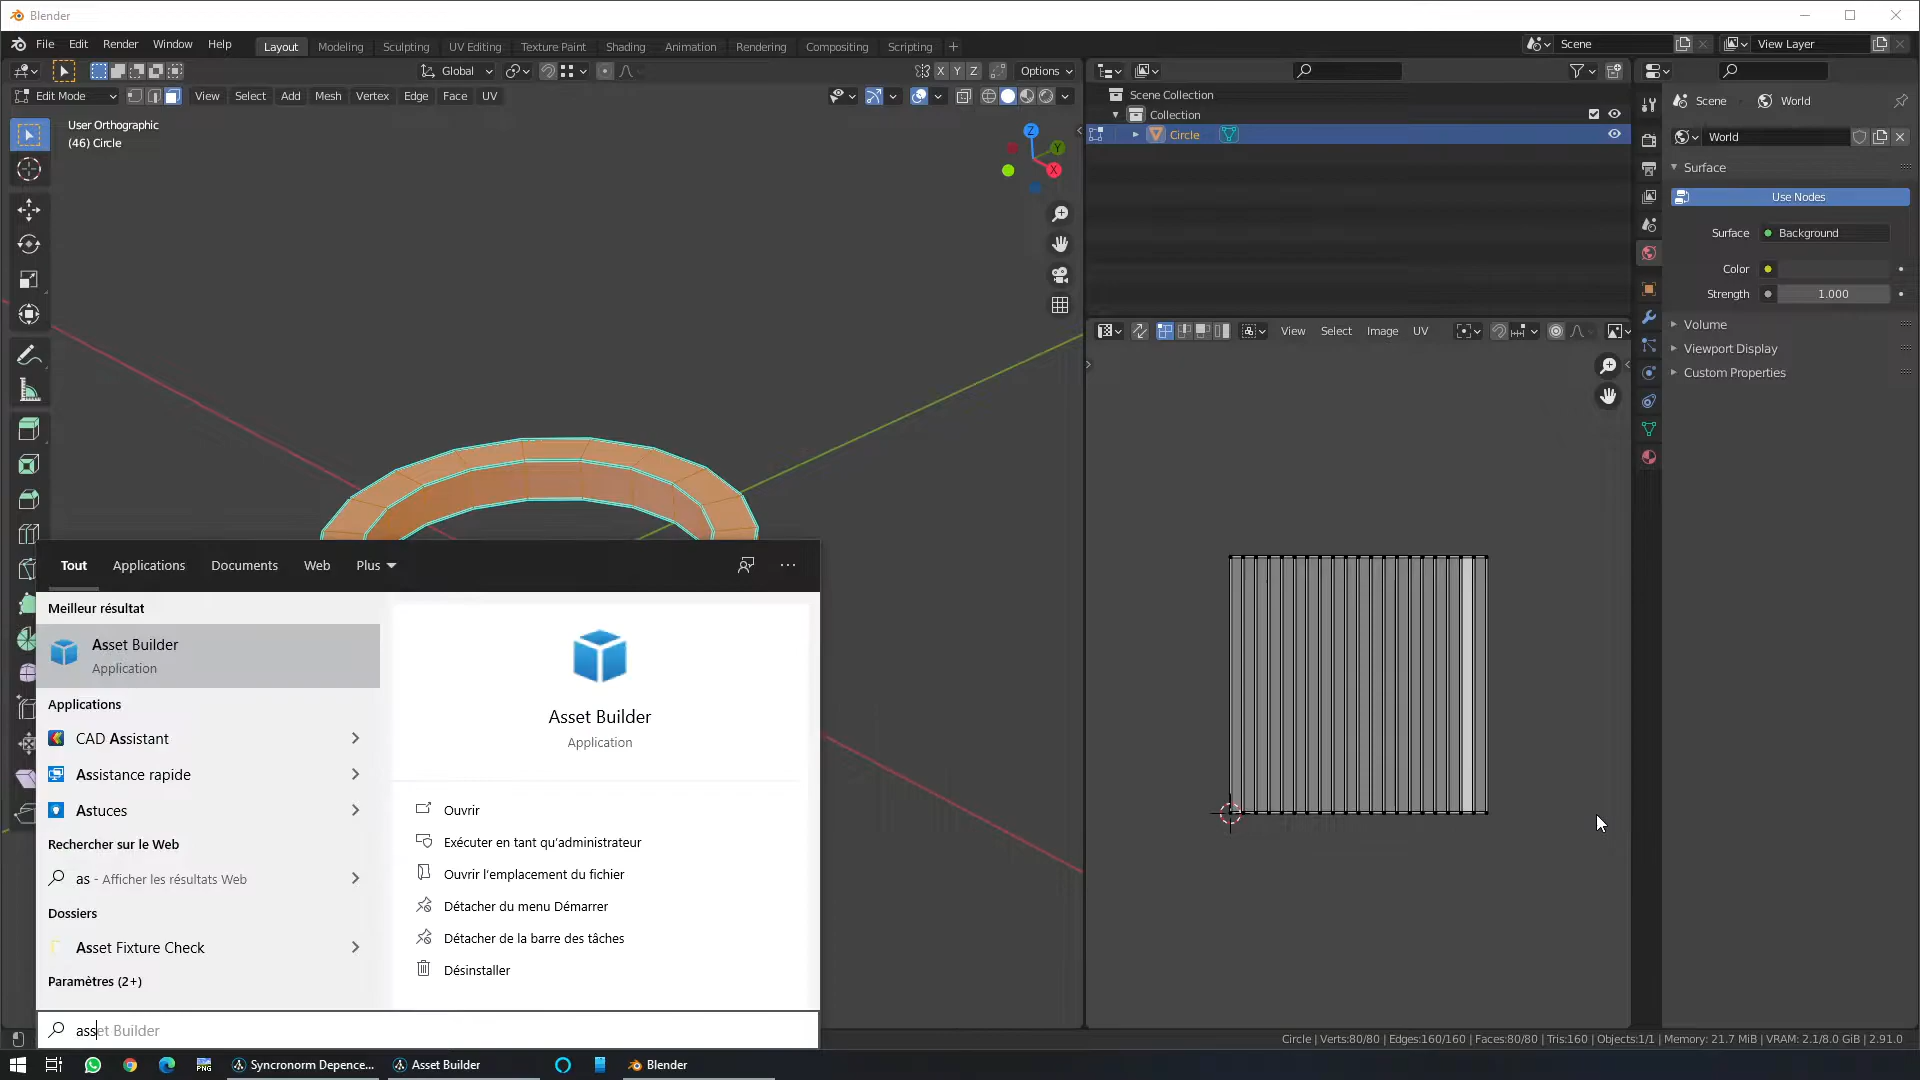 Blender
File Edit Render Window Help
Layout Modeling Sculpting UV Editing Texture Paint Shading Animation Rendering Compositing Scripting +
Scene
View Layer
Global
X Y Z
Options
Edit Mode
View Select Add Mesh Vertex Edge Face UV
User Orthographic
(46) Circle
Z
Y
X
Scene Collection
Collection
Circle
View Select Image UV
Scene World
World
Surface
Use Nodes
Surface Background
Color
Strength 1.000
Volume
Viewport Display
Custom Properties
Tout Applications Documents Web Plus
Meilleur résultat
Asset Builder
Application
Applications
CAD Assistant
Assistance rapide
Astuces
Rechercher sur le Web
as - Afficher les résultats Web
Dossiers
Asset Fixture Check
Paramètres (2+)
Asset Builder
Application
Ouvrir
Exécuter en tant qu'administrateur
Ouvrir l'emplacement du fichier
Détacher du menu Démarrer
Détacher de la barre des tâches
Désinstaller
asset Builder
Circle | Verts:80/80 | Edges:160/160 | Faces:80/80 | Tris:160 | Objects:1/1 | Memory: 21.7 MiB | VRAM: 2.1/8.0 GiB | 2.91.0
PNG
Syncronorm Depence...
Asset Builder
Blender